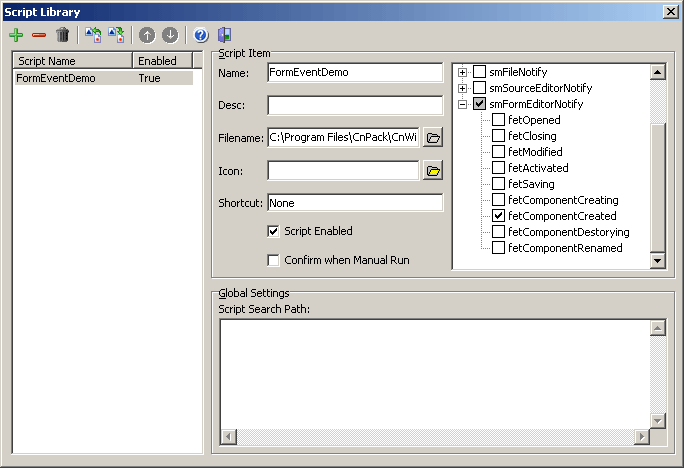 Script Library
Script Name Enabled
FormEventDemo True
Script Item
Name: FormEventDemo
Desc:
Filename: C:\Program Files\CnPack\CnWi
Icon:
Shortcut: None
Script Enabled
Confirm when Manual Run
smFileNotify
smSourceEditorNotify
smFormEditorNotify
fetOpened
fetClosing
fetModified
fetActivated
fetSaving
fetComponentCreating
fetComponentCreated
fetComponentDestorying
fetComponentRenamed
Global Settings
Script Search Path: